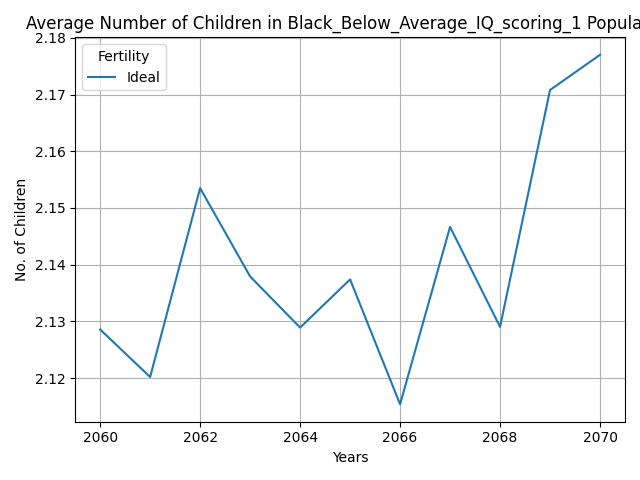 Average Number of Children in Black_Below_Average_IQ_scoring_1 Popula
Fertility
Ideal
No. of Children
2.18
2.17
2.16
2.15
2.14
2.13
2.12
2060 2062 2064 2066 2068 2070
Years